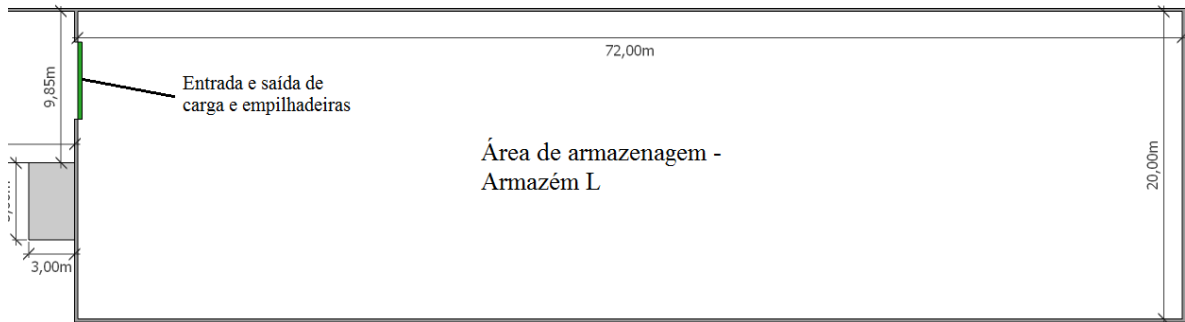 72,00m
9,85m
Entrada e saída de
carga e empilhadeiras
Área de armazenagem -
Armazém L
20,00m
3,00m